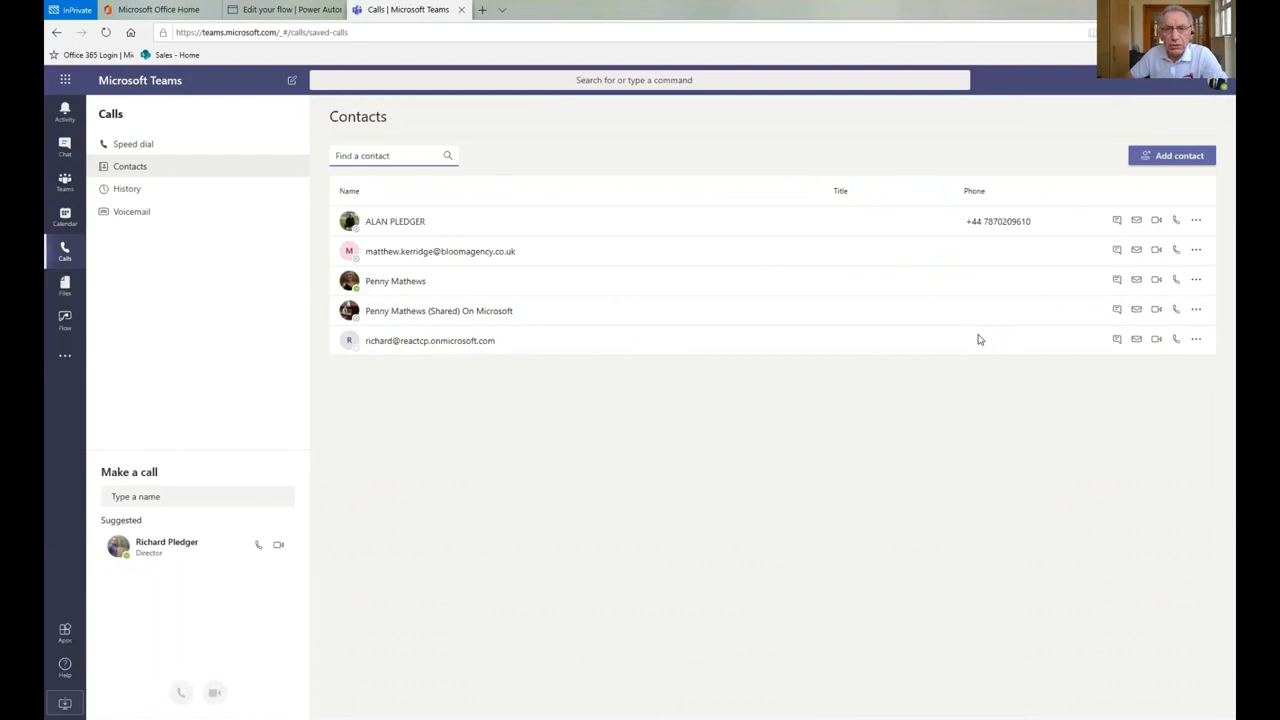 InPrivate
Microsoft Office Home
Edit your flow | Power Autor
Calls | Microsoft Teams
https://teams.microsoft.com/_#/calls/saved-calls
Office 365 Login | Mi
Sales - Home
Microsoft Teams
Search for or type a command
Activity
Chat
Teams
Calendar
Calls
Files
Flow
Apps
Help
Calls
Speed dial
Contacts
History
Voicemail
Make a call
Type a name
Suggested
Richard Pledger
Director
Contacts
Find a contact
Add contact
Name Title Phone
ALAN PLEDGER +44 7870209610
M matthew.kerridge@bloomagency.co.uk
Penny Mathews
Penny Mathews (Shared) On Microsoft
R richard@reactcp.onmicrosoft.com